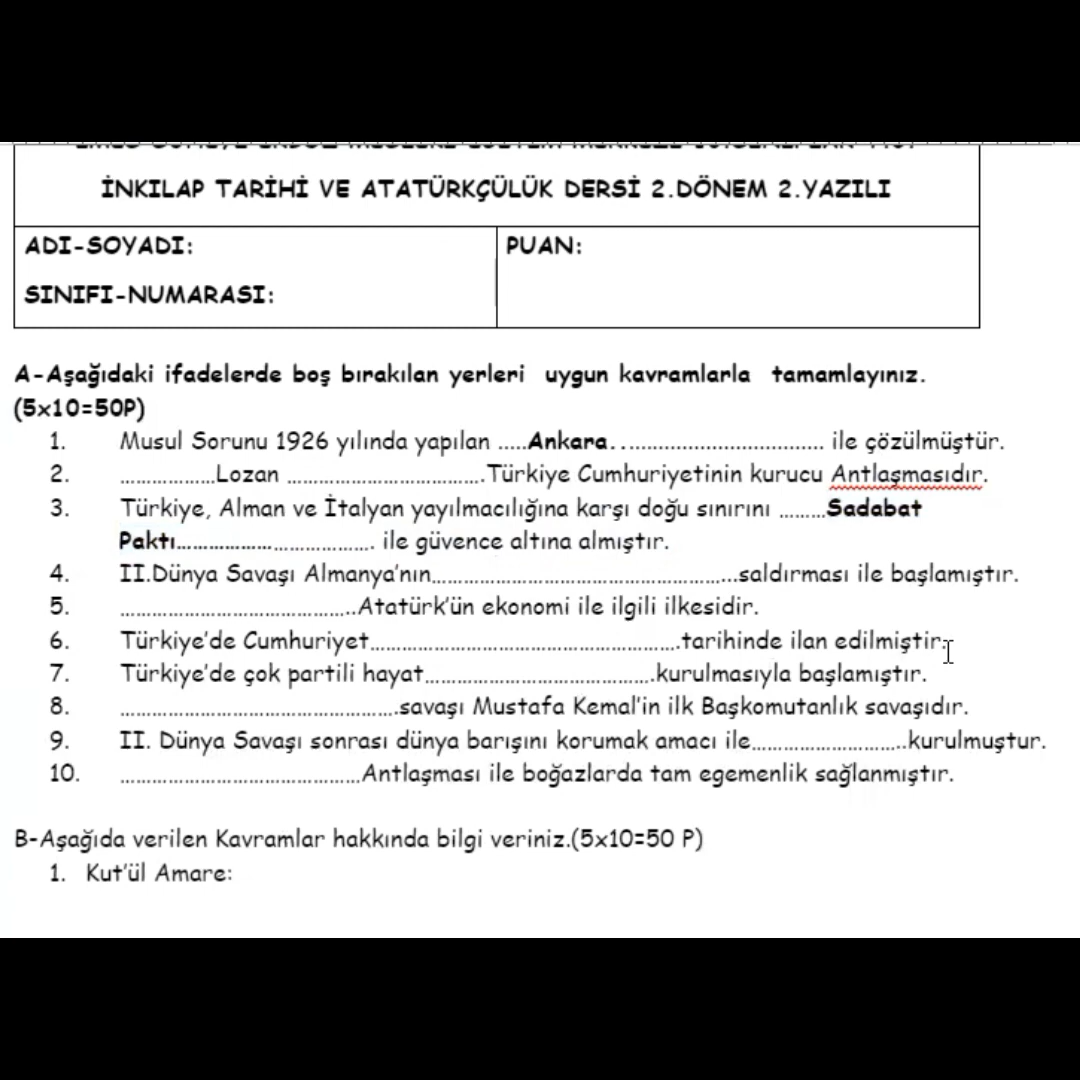 İNKILAP TARİHİ VE ATATÜRKÇÜLÜK DERSİ 2.DÖNEM 2.YAZILI
ADI-SOYADI:
SINIFI-NUMARASI:
PUAN:
A-Aşağıdaki ifadelerde boş bırakılan yerleri uygun kavramlarla tamamlayınız.
(5x10=50P)
1. Musul Sorunu 1926 yılında yapılan .....Ankara.................................... ile çözülmüştür.
2. ...................Lozan .......................................Türkiye Cumhuriyetinin kurucu Antlaşmasıdır.
3. Türkiye, Alman ve İtalyan yayılmacılığına karşı doğu sınırını .........Sadabat
Paktı....................................... ile güvence altına almıştır.
4. II.Dünya Savaşı Almanya’nın.............................................................saldırması ile başlamıştır.
5. ................................................Atatürk’ün ekonomi ile ilgili ilkesidir.
6. Türkiye’de Cumhuriyet..............................................................tarihinde ilan edilmiştir.
7. Türkiye’de çok partili hayat..............................................kurulmasıyla başlamıştır.
8. ........................................................savaşı Mustafa Kemal’in ilk Başkomutanlık savaşıdır.
9. II. Dünya Savaşı sonrası dünya barışını korumak amacı ile...............................kurulmuştur.
10. ................................................Antlaşması ile boğazlarda tam egemenlik sağlanmıştır.
B-Aşağıda verilen Kavramlar hakkında bilgi veriniz.(5x10=50 P)
1. Kut’ül Amare: